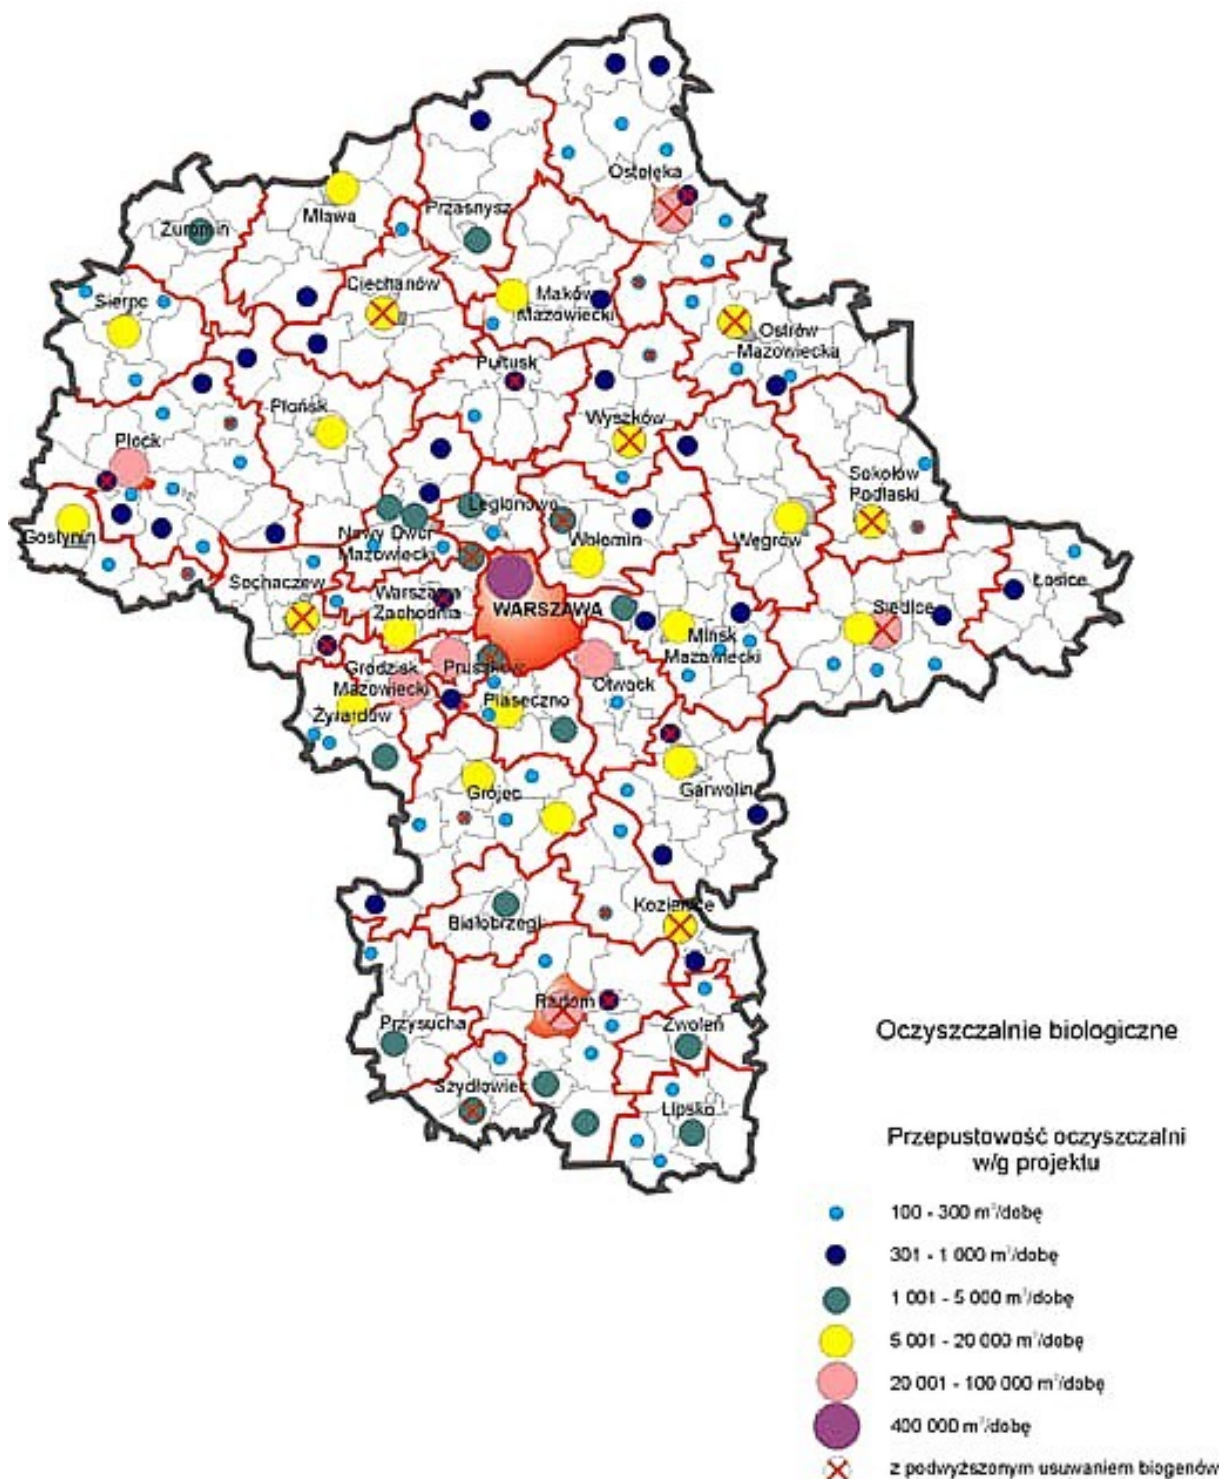 Ostołęka
Żuromin
Mława
Przasnysz
Sierpc
Ciechanów
Maków
Mazowiecki
Ostrów
Mazowiecka
Pułtusk
Płońsk
Wyszków
Płock
Sokołów
Podlaski
Legionowo
Gostynin
Nowy Dwór
Mazowiecki
Wołomin
Węgrów
Sochaczew
Warszawa
Zachodnia
WARSZAWA
Łosice
Siedlce
Mińsk
Mazowiecki
Pruszków
Grodzisk
Mazowiecki
Otwock
Piaseczno
Żyrardów
Grójec
Garwolin
Kozienice
Białobrzegi
Radom
Przysucha
Zwoleń
Szydłowiec
Lipsko
Oczyszczalnie biologiczne
Przepustowość oczyszczalni
w/g projektu
100 - 300 m³/dobę
301 - 1 000 m³/dobę
1 001 - 5 000 m³/dobę
5 001 - 20 000 m³/dobę
20 001 - 100 000 m³/dobę
400 000 m³/dobę
z podwyższonym usuwaniem biogenów